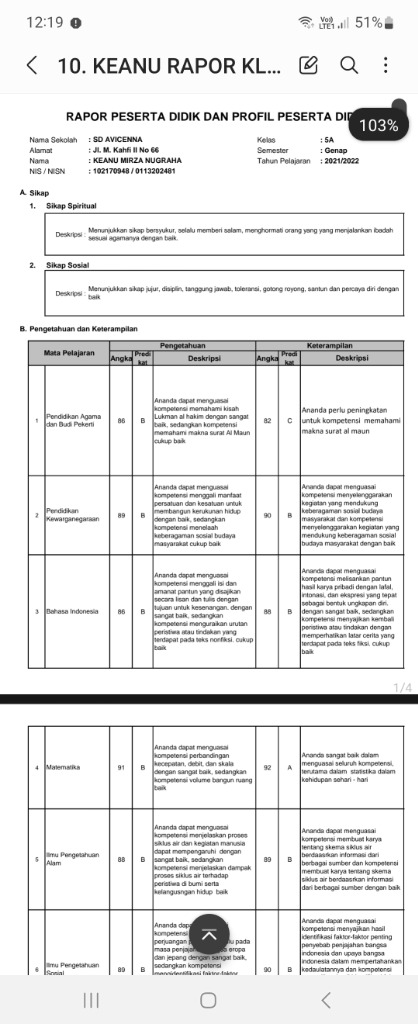 12:19
Vo))
LTE1
51%
10. KEANU RAPOR KL...
RAPOR PESERTA DIDIK DAN PROFIL PESERTA DI
103%
Nama Sekolah : SD AVICENNA
Kelas : 5A
Alamat : Jl. M. Kahfi II No 66
Semester : Genap
Nama : KEANU MIRZA NUGRAHA
Tahun Pelajaran : 2021/2022
NIS / NISN : 102170948 / 0113202481
A. Sikap
1. Sikap Spiritual
Deskripsi : Menunjukkan sikap bersyukur, selalu memberi salam, menghormati orang yang yang menjalankan ibadah
sesuai agamanya dengan baik.
2. Sikap Sosial
Deskripsi : Menunjukkan sikap jujur, disiplin, tanggung jawab, toleransi, gotong royong, santun dan percaya diri dengan
baik
B. Pengetahuan dan Keterampilan
Mata Pelajaran
Pengetahuan
Keterampilan
Angka
Predi
kat
Deskripsi
Angka
Predi
kat
Deskripsi
1
Pendidikan Agama
dan Budi Pekerti
86
B
Ananda dapat menguasai
kompetensi memahami kisah
Lukman al hakim dengan sangat
baik, sedangkan kompetensi
memahami makna surat Al Maun
cukup baik
82
C
Ananda perlu peningkatan
untuk kompetensi memahami
makna surat al maun
2
Pendidikan
Kewarganegaraan
89
B
Ananda dapat menguasai
kompetensi menggali manfaat
persatuan dan kesatuan untuk
membangun kerukunan hidup
dengan baik, sedangkan
kompetensi menelaah
keberagaman sosial budaya
masyarakat cukup baik
90
B
Ananda dapat menguasai
kompetensi menyelenggarakan
kegiatan yang mendukung
keberagaman sosial budaya
masyarakat dan kompetensi
menyelenggarakan kegiatan yang
mendukung keberagaman sosial
budaya masyarakat dengan baik
3
Bahasa Indonesia
86
B
Ananda dapat menguasai
kompetensi menggali isi dan
amanat pantun yang disajikan
secara lisan dan tulis dengan
tujuan untuk kesenangan. dengan
sangat baik, sedangkan
kompetensi menguraikan urutan
peristiwa atau tindakan yang
terdapat pada teks nonfiksi. cukup
baik
88
B
Ananda dapat menguasai
kompetensi melisankan pantun
hasil karya pribadi dengan lafal,
intonasi, dan ekspresi yang tepat
sebagai bentuk ungkapan diri.
dengan sangat baik, sedangkan
kompetensi menyajikan kembali
peristiwa atau tindakan dengan
memperhatikan latar cerita yang
terdapat pada teks fiksi. cukup
baik
1/4
4
Matematika
91
B
Ananda dapat menguasai
kompetensi perbandingan
kecepatan, debit, dan skala
dengan sangat baik, sedangkan
kompetensi volume bangun ruang
baik
92
A
Ananda sangat baik dalam
menguasai seluruh kompetensi,
terutama dalam statistika dalam
kehidupan sehari - hari
5
Ilmu Pengetahuan
Alam
88
B
Ananda dapat menguasai
kompetensi menjelaskan proses
siklus air dan kegiatan manusia
dapat mempengaruhi dengan
sangat baik, sedangkan
kompetensi menjelaskan dampak
proses siklus air terhadap
peristiwa di bumi serta
kelangusngan hidup baik
89
B
Ananda dapat menguasai
kompetensi membuat karya
tentang skema siklus air
berdaasrkan informasi dari
berbagai sumber dan kompetensi
membuat karya tentang skema
siklus air berdaasrkan informasi
dari berbagai sumber dengan baik
6
Ilmu Pengetahuan
Sosial
89
B
Ananda dap
kompetensi
perjuangan pada
masa penjajah eropa
dan jepang dengan sangat baik,
sedangkan kompetensi
mengidentifikasi faktor-faktor
90
B
Ananda dapat menguasai
kompetensi menyajikan hasil
identifikasi faktor-faktor penting
penyebab penjajahan bangsa
indonesia dan upaya bangsa
indonesia dalam mempertahankan
kedaulatannya dan kompetensi